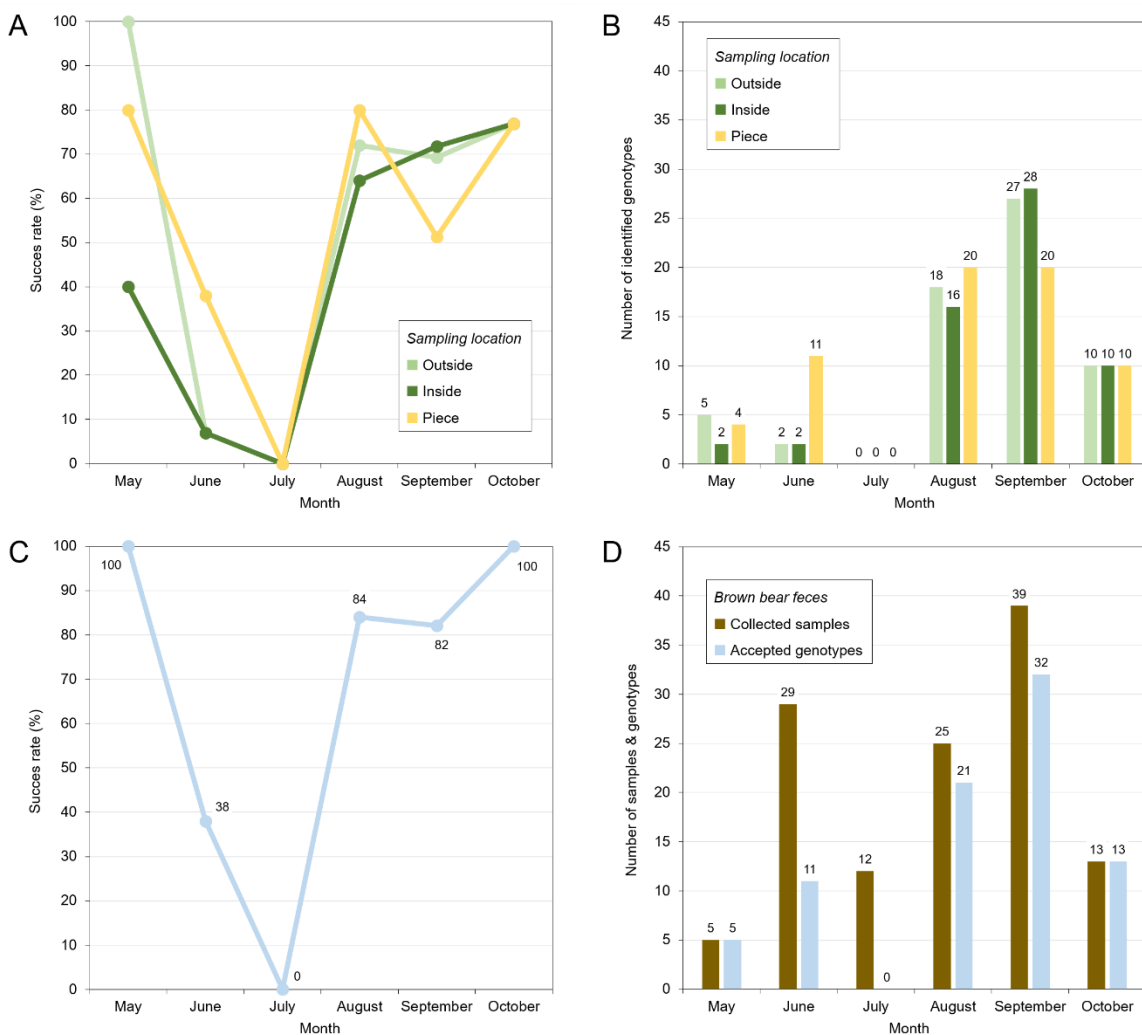 A
Succes rate (%)
100
90
80
70
60
50
40
30
20
10
0
Sampling location
Outside
Inside
Piece
May June July August September October
Month
B
Number of identified genotypes
45
40
35
30
25
20
15
10
5
0
Sampling location
Outside
Inside
Piece
5 2 4
2 2 11
0 0 0
18 16 20
27 28 20
10 10 10
May June July August September October
Month
C
Succes rate (%)
100
90
80
70
60
50
40
30
20
10
0
100
38
0
84
82
100
May June July August September October
Month
D
Number of samples & genotypes
45
40
35
30
25
20
15
10
5
0
Brown bear feces
Collected samples
Accepted genotypes
5 5
29 11
12 0
25 21
39 32
13 13
May June July August September October
Month